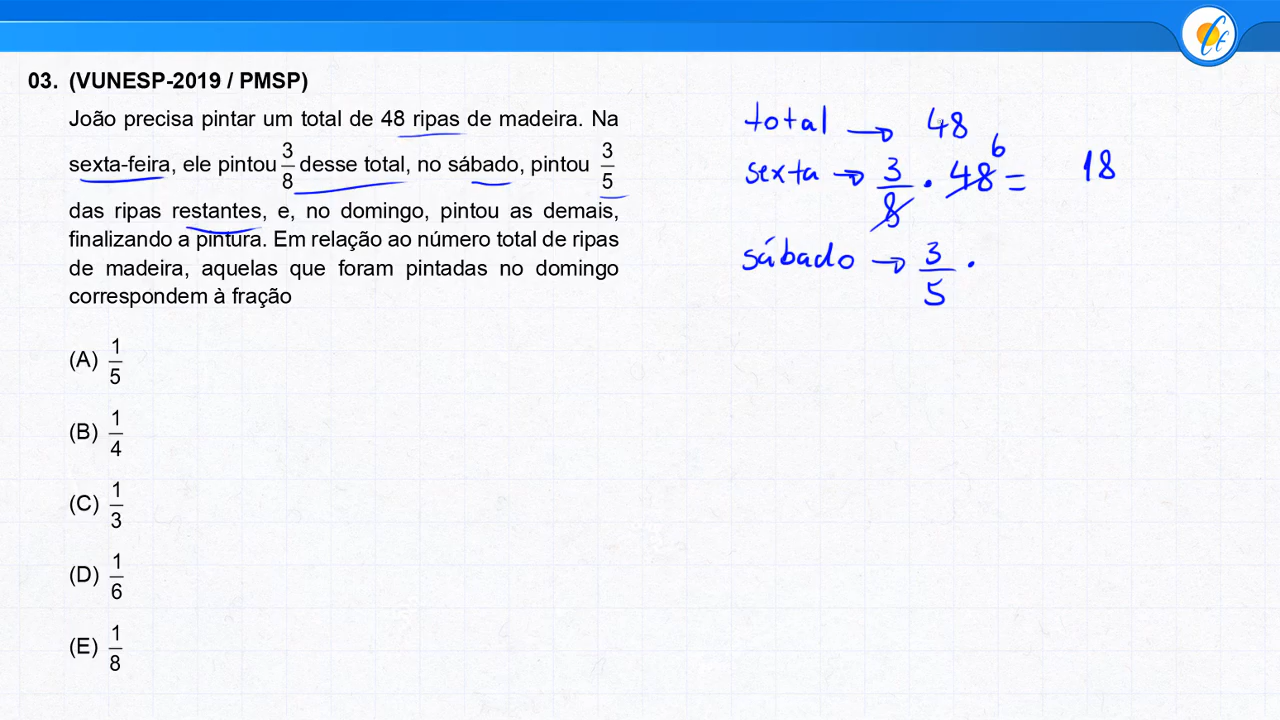 03. (VUNESP-2019 / PMSP)
João precisa pintar um total de 48 ripas de madeira. Na
sexta-feira, ele pintou 3/8 desse total, no sábado, pintou 3/5
das ripas restantes, e, no domingo, pintou as demais,
finalizando a pintura. Em relação ao número total de ripas
de madeira, aquelas que foram pintadas no domingo
correspondem à fração
(A) 1/5
(B) 1/4
(C) 1/3
(D) 1/6
(E) 1/8
total → 48
sexta → 3/8 · 48 6 = 18
sábado → 3/5 ·